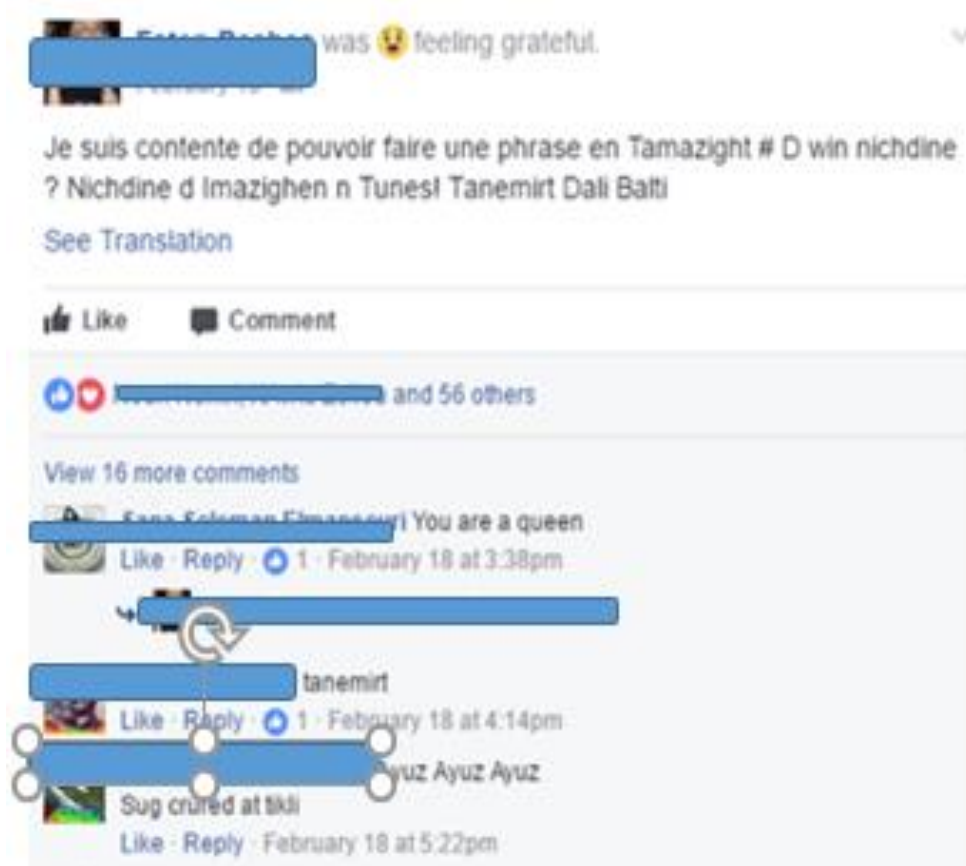 was feeling grateful.
Je suis contente de pouvoir faire une phrase en Tamazight # D win nichdine
? Nichdine d Imazighen n Tunes! Tanemirt Dali Balti
See Translation
Like Comment
and 56 others
View 16 more comments
You are a queen
Like · Reply · 1 · February 18 at 3:38pm
tanemirt
Like · Reply · 1 · February 18 at 4:14pm
Ayuz Ayuz
Sug at tikli
Like · Reply · February 18 at 5:22pm